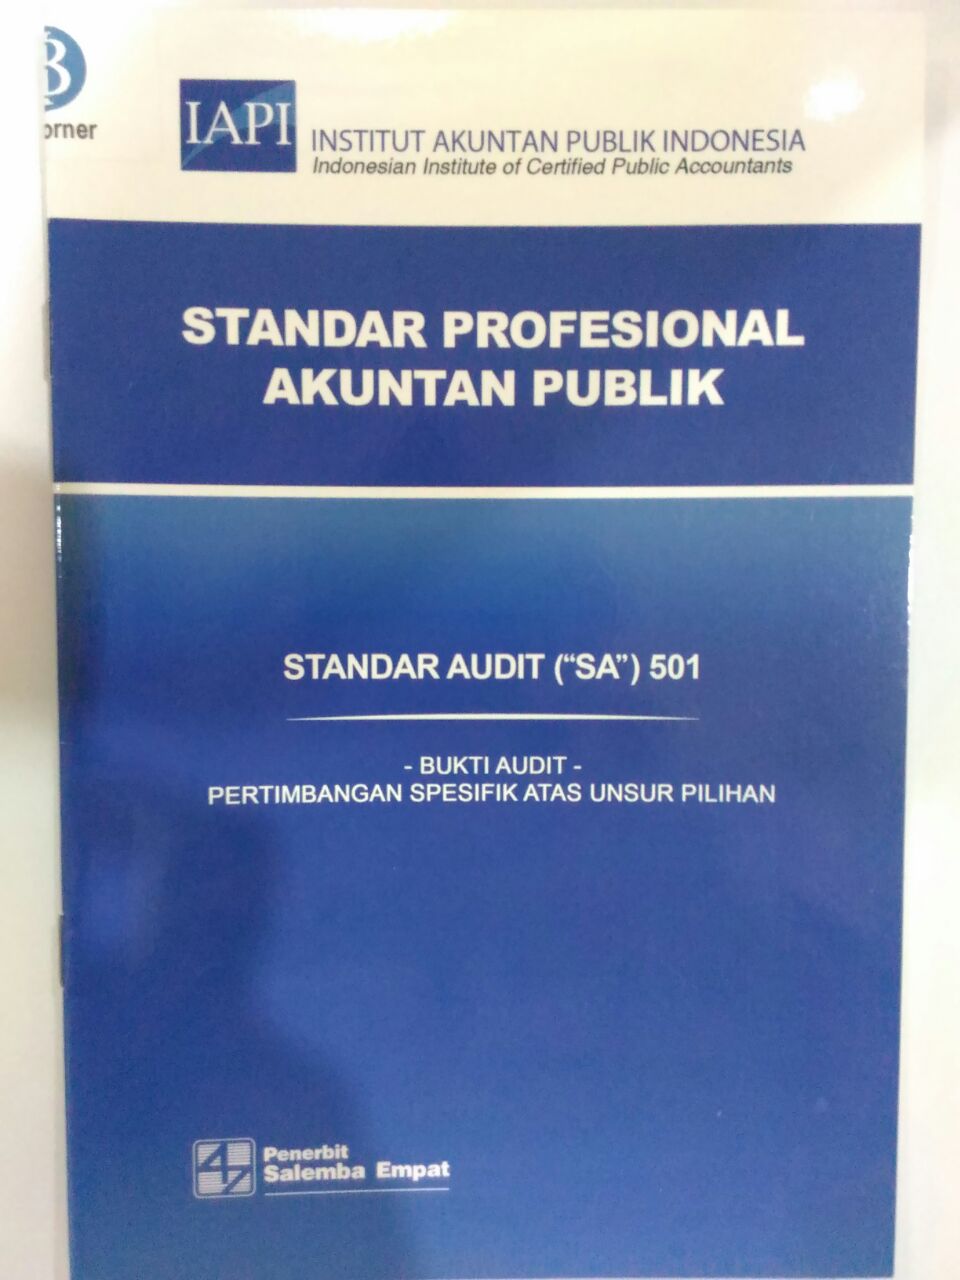 IAPI
INSTITUT AKUNTAN PUBLIK INDONESIA
Indonesian Institute of Certified Public Accountants
STANDAR PROFESIONAL
AKUNTAN PUBLIK
STANDAR AUDIT (“SA”) 501
- BUKTI AUDIT -
PERTIMBANGAN SPESIFIK ATAS UNSUR PILIHAN
Penerbit
Salemba Empat